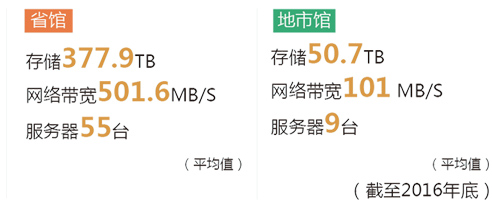 省馆
存储377.9TB
网络带宽501.6MB/S
服务器55台
（平均值）
地市馆
存储50.7TB
网络带宽101 MB/S
服务器9台
（平均值）
（截至2016年底）